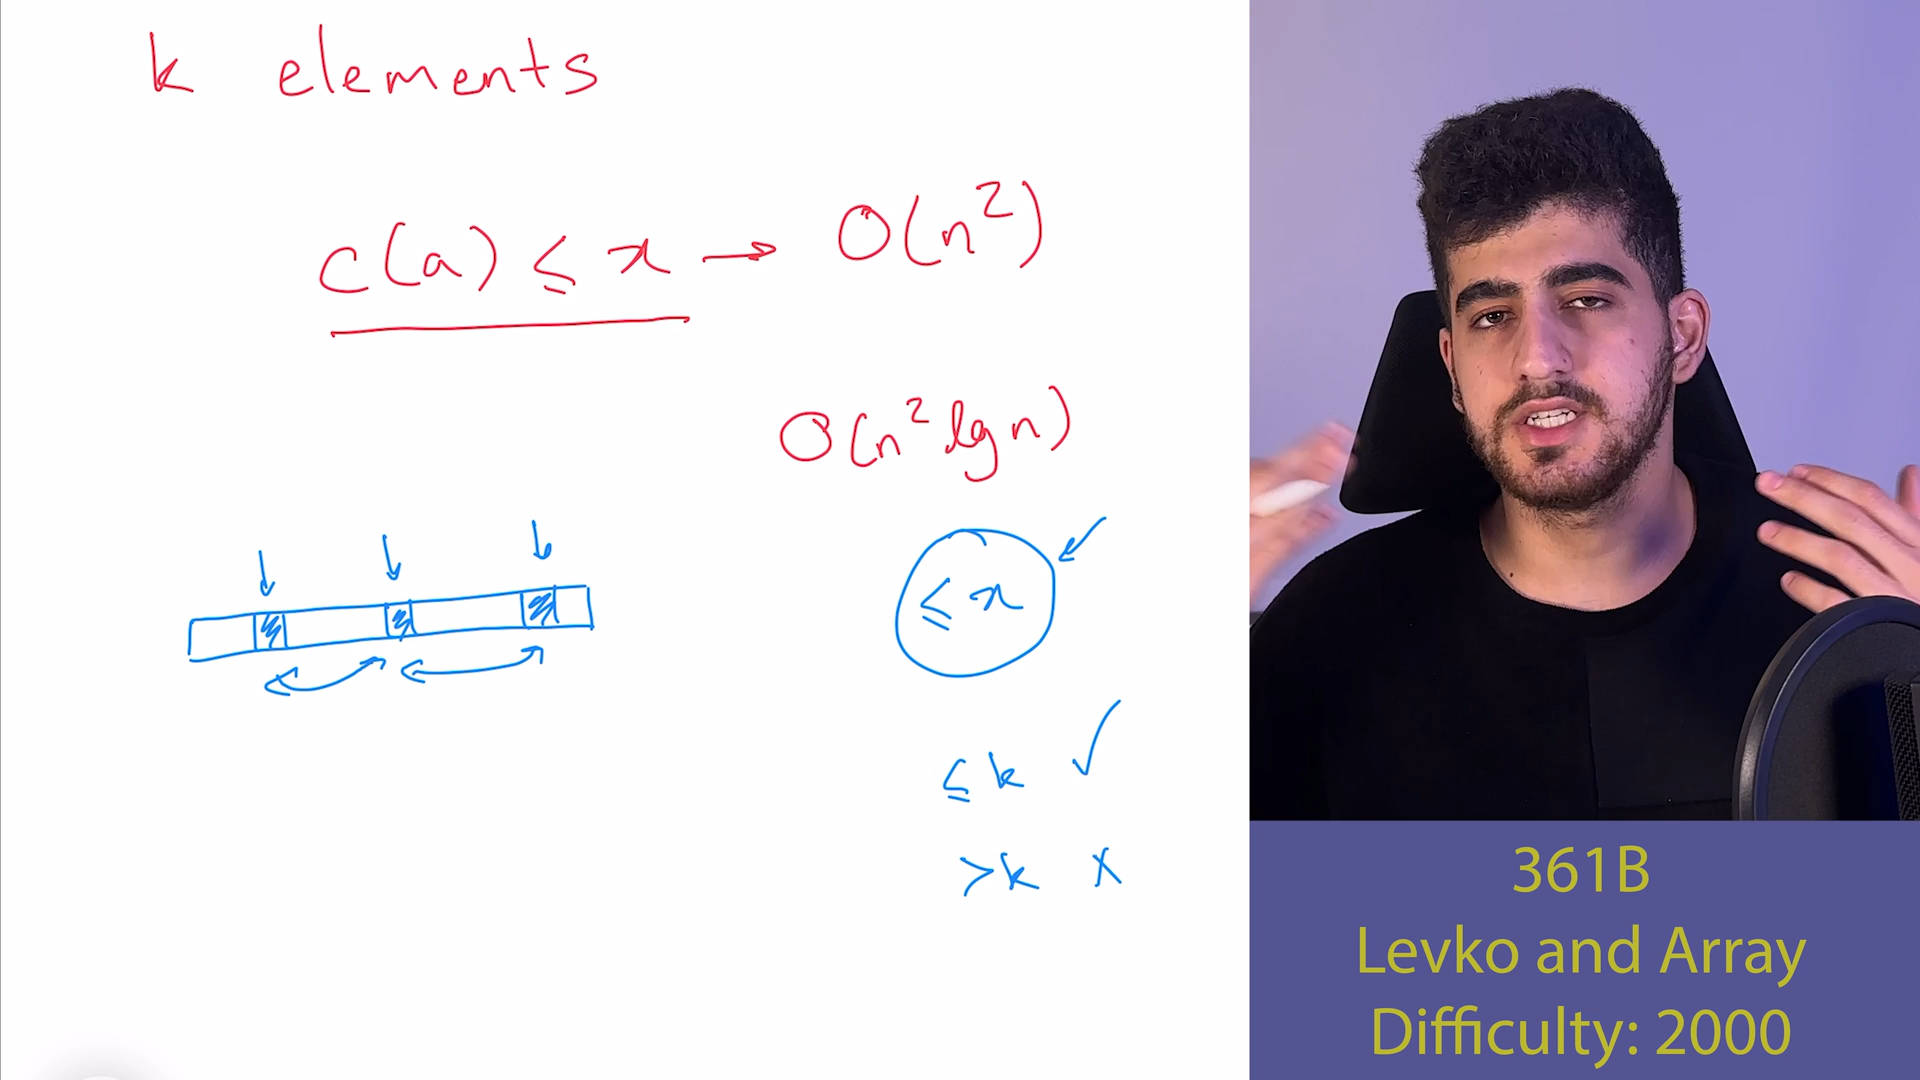 k elements
c(a) ≤ x → O(n²)
O(n² lg n)
≤ x
≤ k ✓
> k X
361B
Levko and Array
Difficulty: 2000